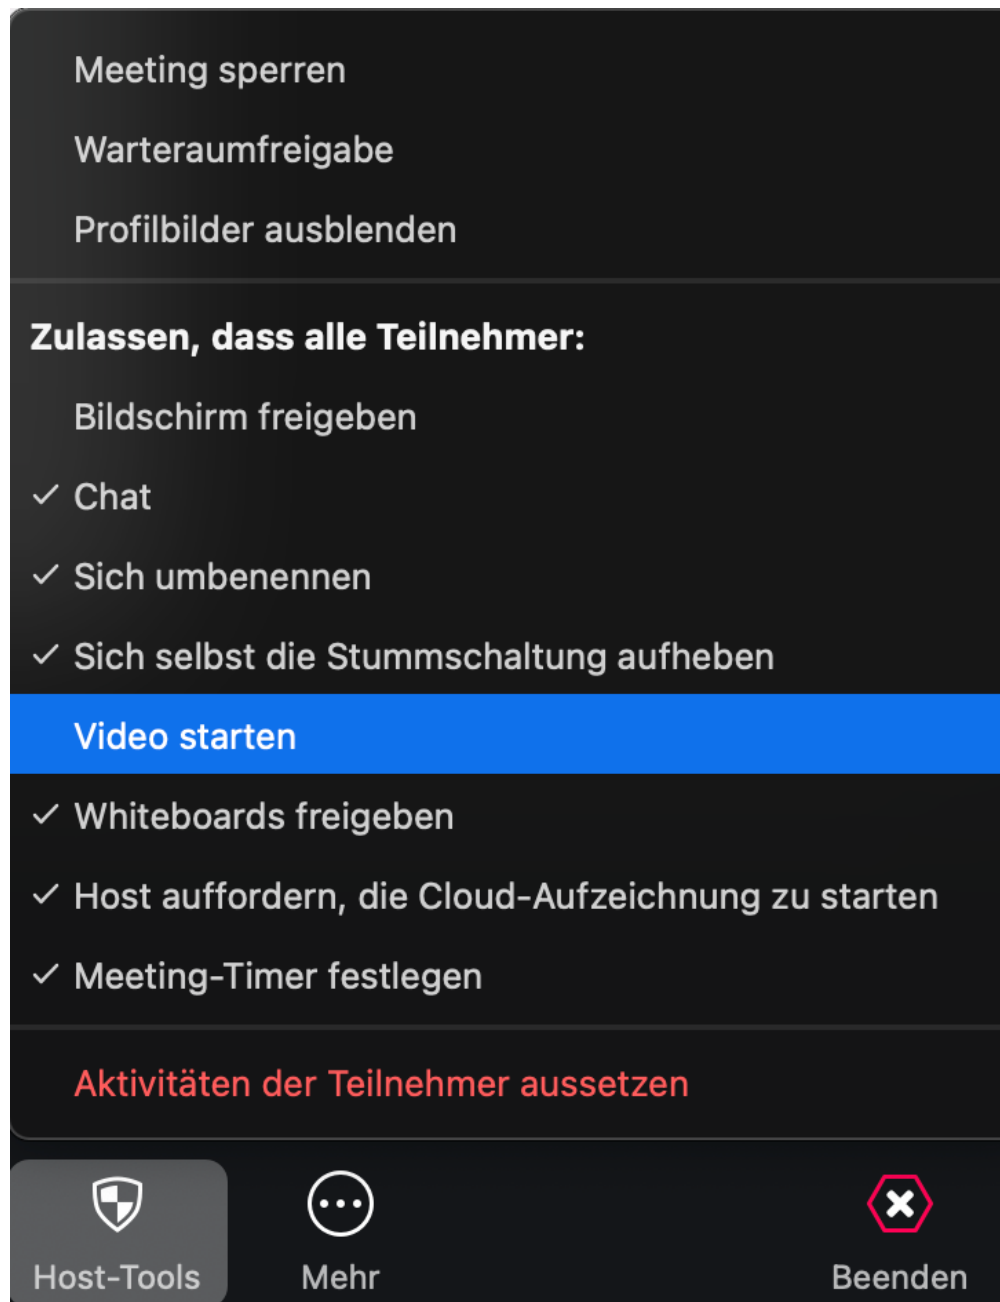 Meeting sperren
Warteraumfreigabe
Profilbilder ausblenden
Zulassen, dass alle Teilnehmer:
Bildschirm freigeben
Chat
Sich umbenennen
Sich selbst die Stummschaltung aufheben
Video starten
Whiteboards freigeben
Host auffordern, die Cloud-Aufzeichnung zu starten
Meeting-Timer festlegen
Aktivitäten der Teilnehmer aussetzen
Host-Tools
Mehr
Beenden